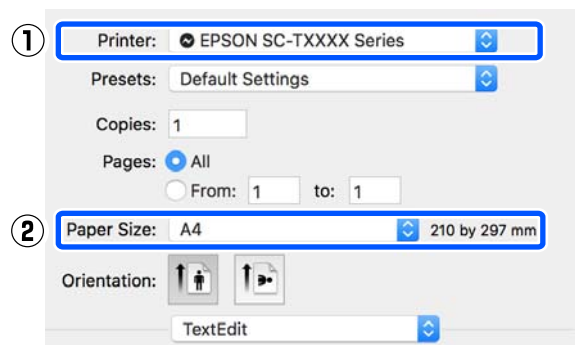 ① Printer: EPSON SC-TXXXX Series
Presets: Default Settings
Copies: 1
Pages: All
From: 1 to: 1
② Paper Size: A4 210 by 297 mm
Orientation:
TextEdit